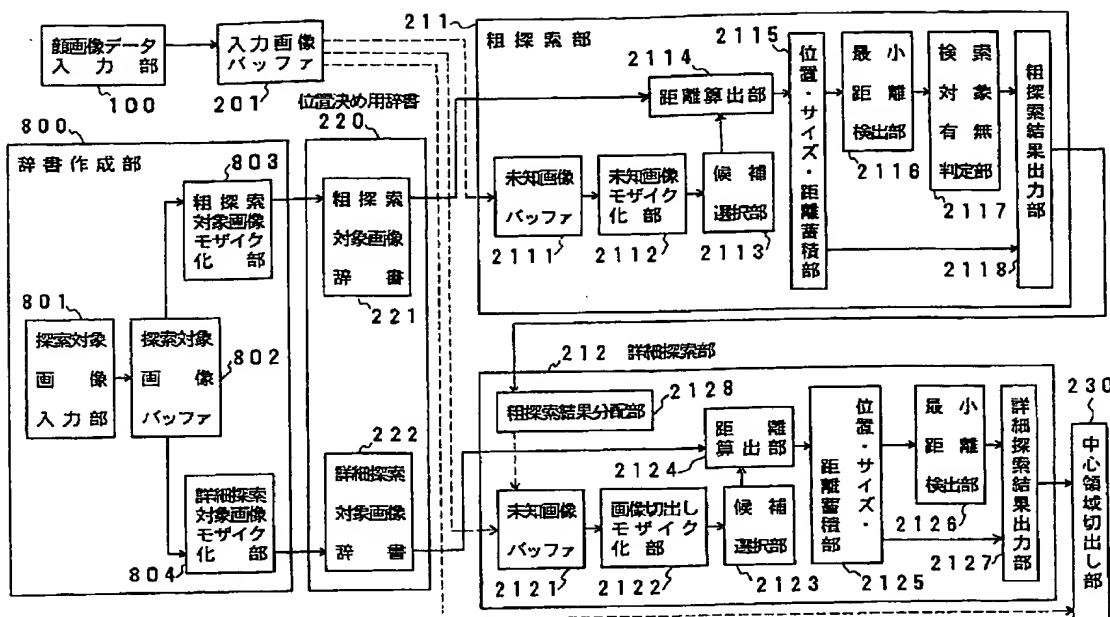 顔画像データ
入力部
100
入力画像
バッファ
201
位置決め用辞書
220
800
辞書作成部
803
粗探索
対象画像
モザイク
化部
801
探索対象
画像
入力部
探索対象
画像
バッファ
802
詳細探索
対象画像
モザイク
化部
804
粗探索
対象画像
辞書
221
222
詳細探索
対象画像
辞書
211
粗探索部
2114
距離算出部
未知画像
バッファ
2111
未知画像
モザイク
化部
2112
候補
選択部
2113
2115
位置・サイズ・距離蓄積部
最小
距離
検出部
2116
検索
対象
有無
判定部
2117
粗探索結果出力部
2118
212
詳細探索部
粗探索結果分配部
2128
距離
算出部
2124
未知画像
バッファ
2121
画像切出し
モザイク
化部
2122
候補
選択部
2123
位置・サイズ・
距離蓄積部
2125
最小
距離
検出部
2126
詳細探索結果出力部
2127
230
中心領域切出し部